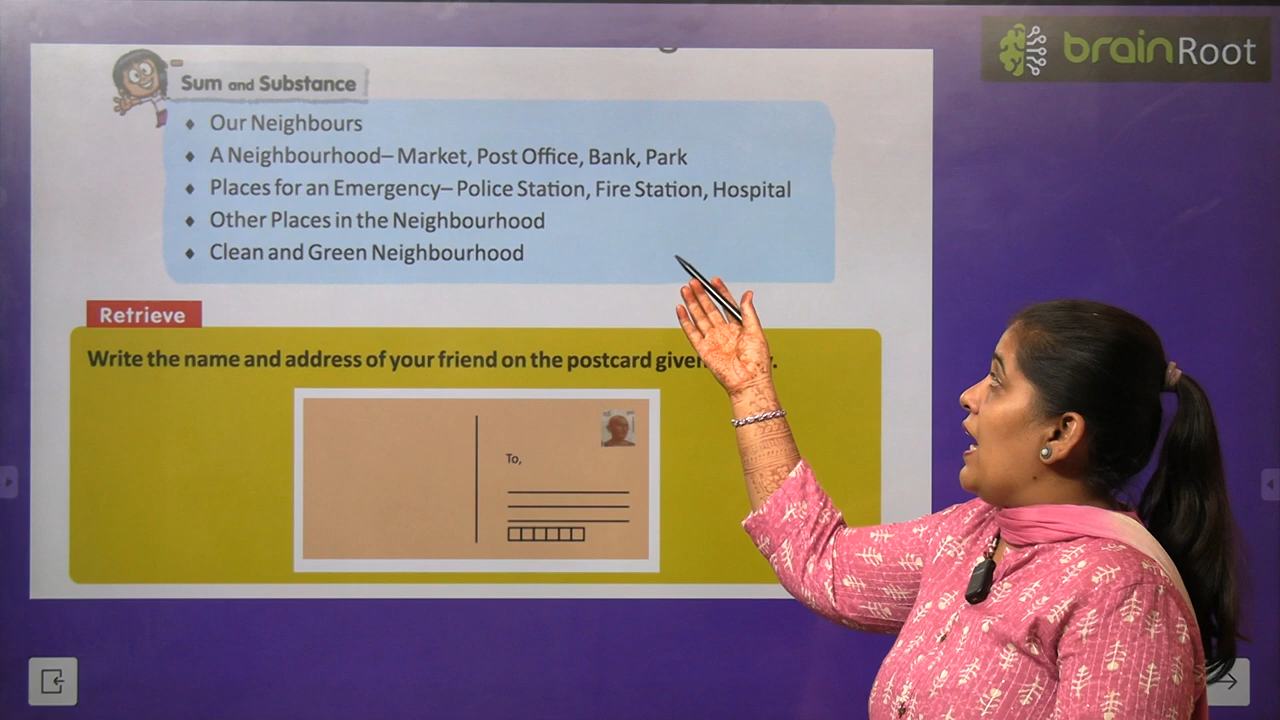 brainRoot
Sum and Substance
♦ Our Neighbours
♦ A Neighbourhood– Market, Post Office, Bank, Park
♦ Places for an Emergency– Police Station, Fire Station, Hospital
♦ Other Places in the Neighbourhood
♦ Clean and Green Neighbourhood
Retrieve
Write the name and address of your friend on the postcard given
To,